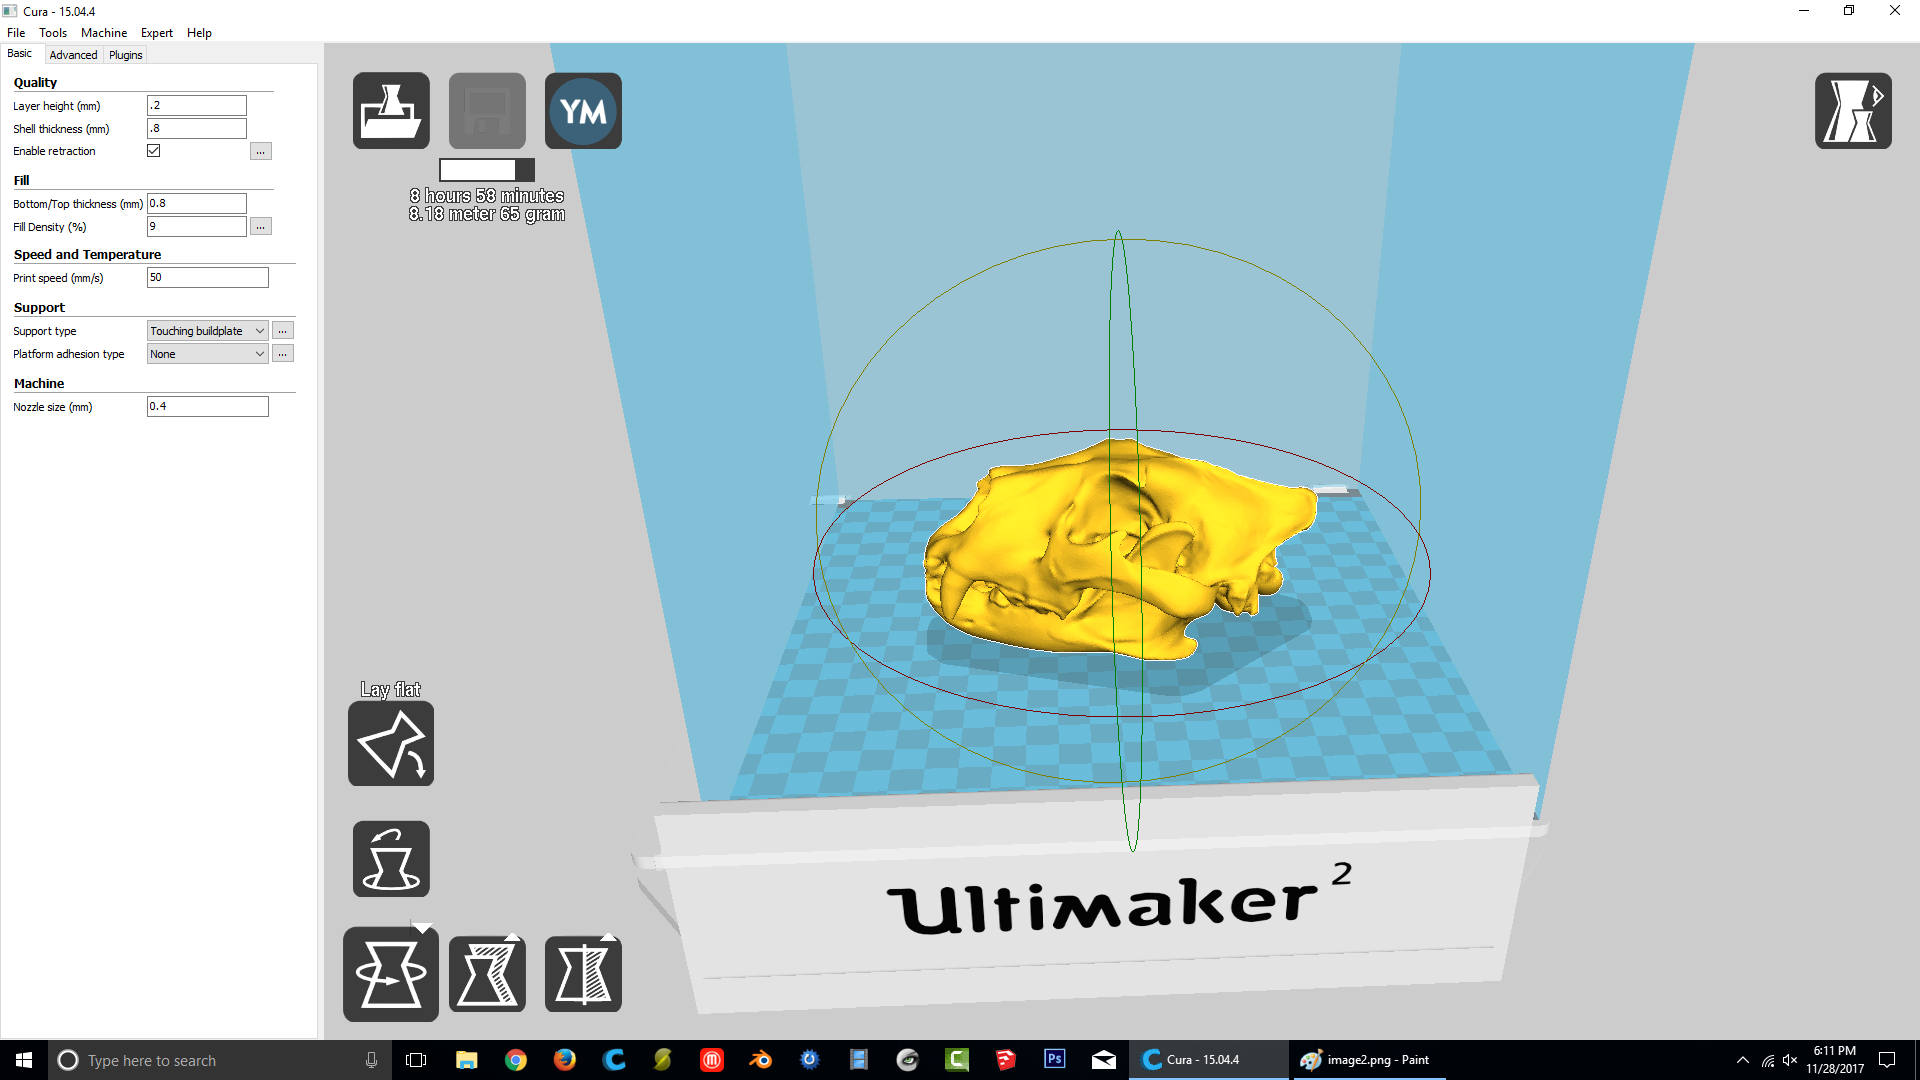 Cura - 15.04.4
File Tools Machine Expert Help
Basic Advanced Plugins
Quality
Layer height (mm) .2
Shell thickness (mm) .8
Enable retraction ...
Fill
Bottom/Top thickness (mm) 0.8
Fill Density (%) 9 ...
Speed and Temperature
Print speed (mm/s) 50
Support
Support type Touching buildplate ...
Platform adhesion type None ...
Machine
Nozzle size (mm) 0.4
YM
8 hours 58 minutes
8.18 meter 65 gram
Lay flat
Ultimaker 2
Type here to search
Ps
Cura - 15.04.4
image2.png - Paint
6:11 PM
11/28/2017